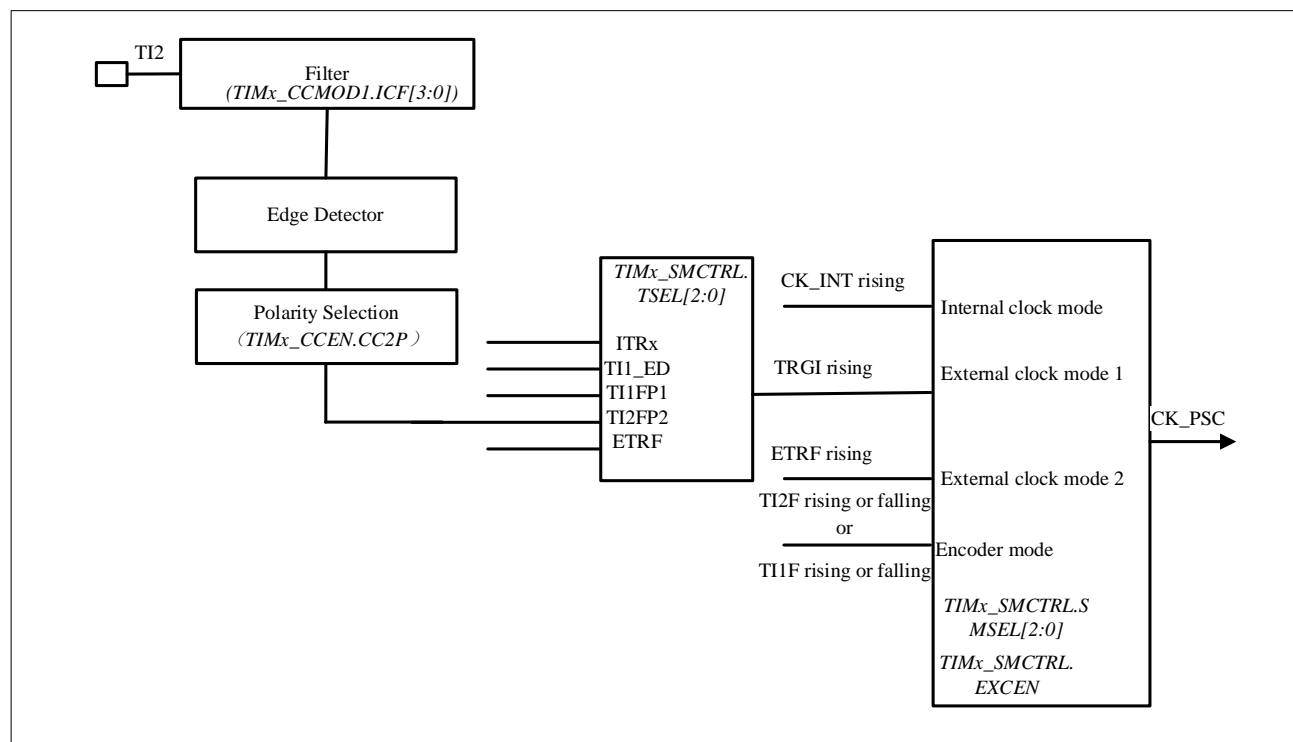 TI2
Filter
(TIMx_CCMOD1.ICF[3:0])
Edge Detector
Polarity Selection
（TIMx_CCEN.CC2P）
TIMx_SMCTRL.
TSEL[2:0]
ITRx
TI1_ED
TI1FP1
TI2FP2
ETRF
CK_INT rising
TRGI rising
ETRF rising
TI2F rising or falling
or
TI1F rising or falling
Internal clock mode
External clock mode 1
External clock mode 2
Encoder mode
TIMx_SMCTRL.S
MSEL[2:0]
TIMx_SMCTRL.
EXCEN
CK_PSC